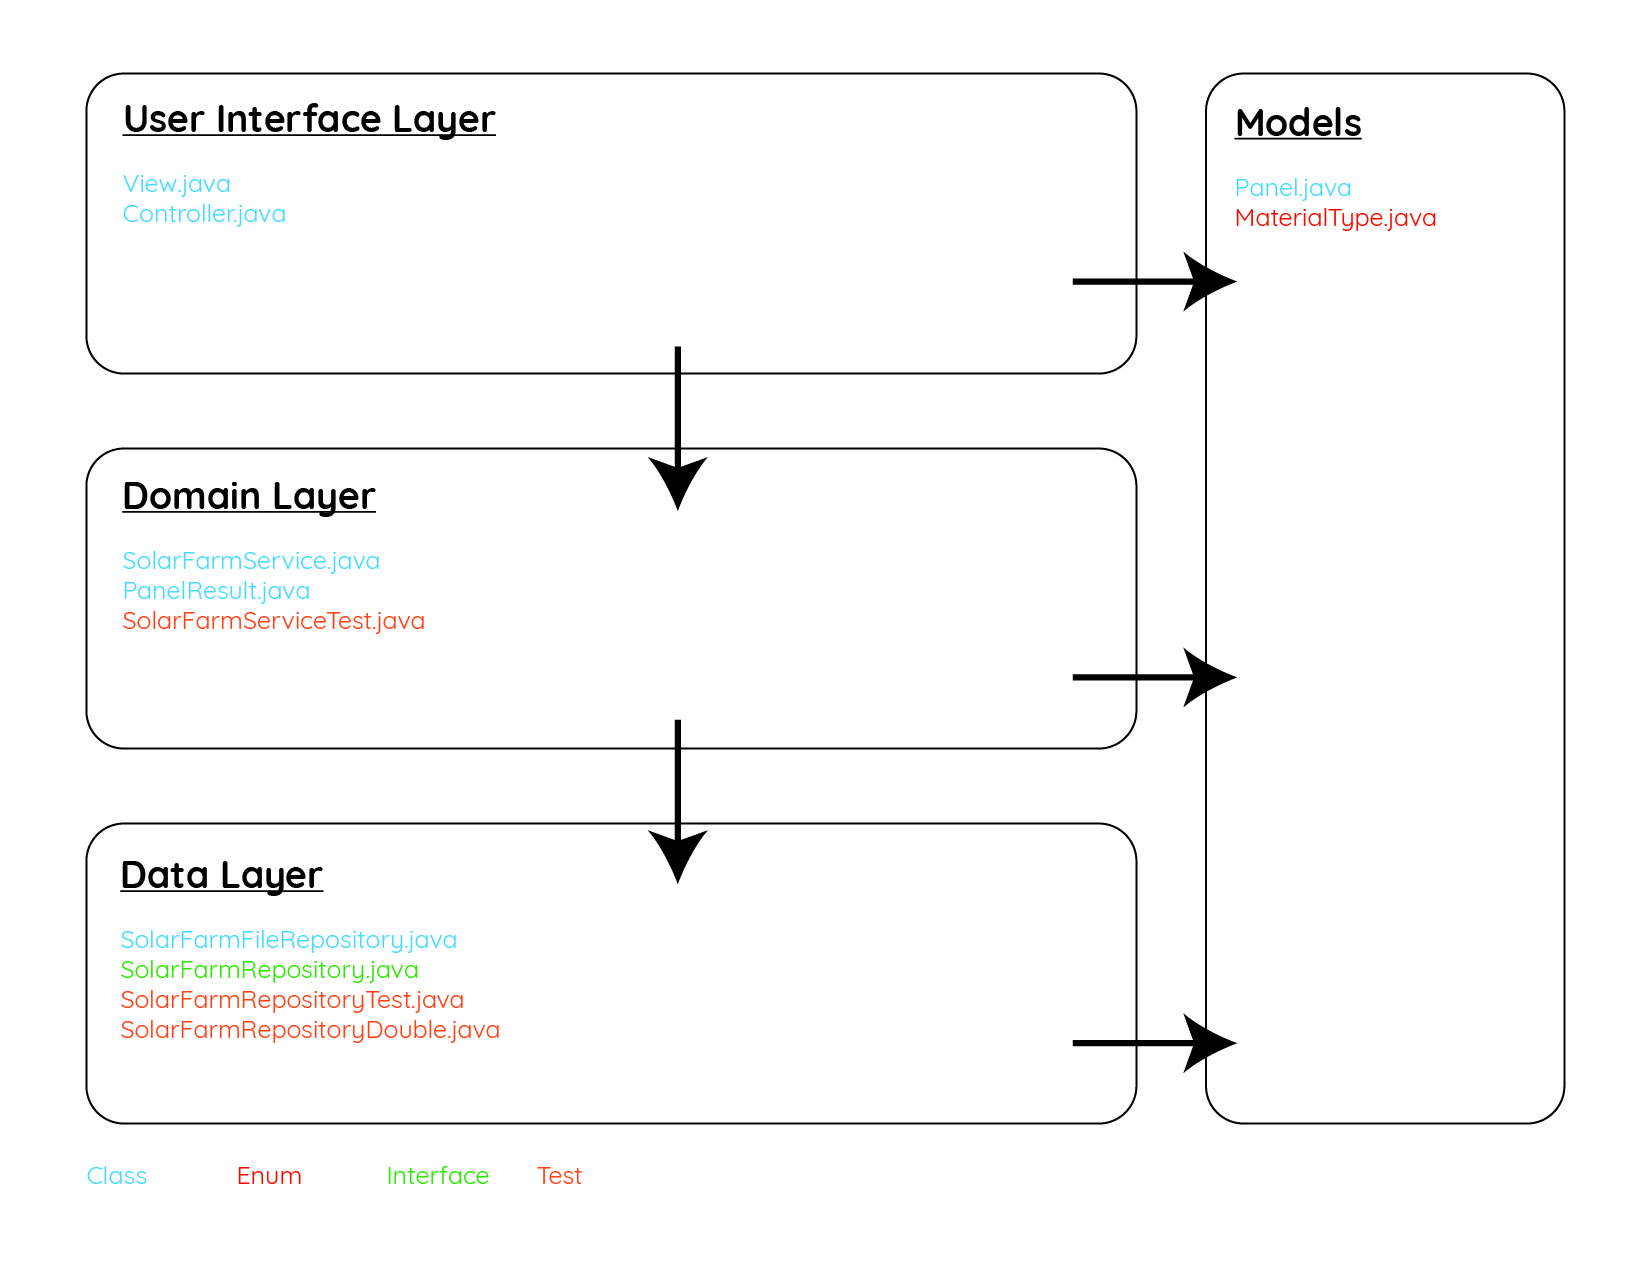 User Interface Layer
View.java
Controller.java
Models
Panel.java
MaterialType.java
Domain Layer
SolarFarmService.java
PanelResult.java
SolarFarmServiceTest.java
Data Layer
SolarFarmFileRepository.java
SolarFarmRepository.java
SolarFarmRepositoryTest.java
SolarFarmRepositoryDouble.java
Class Enum Interface Test